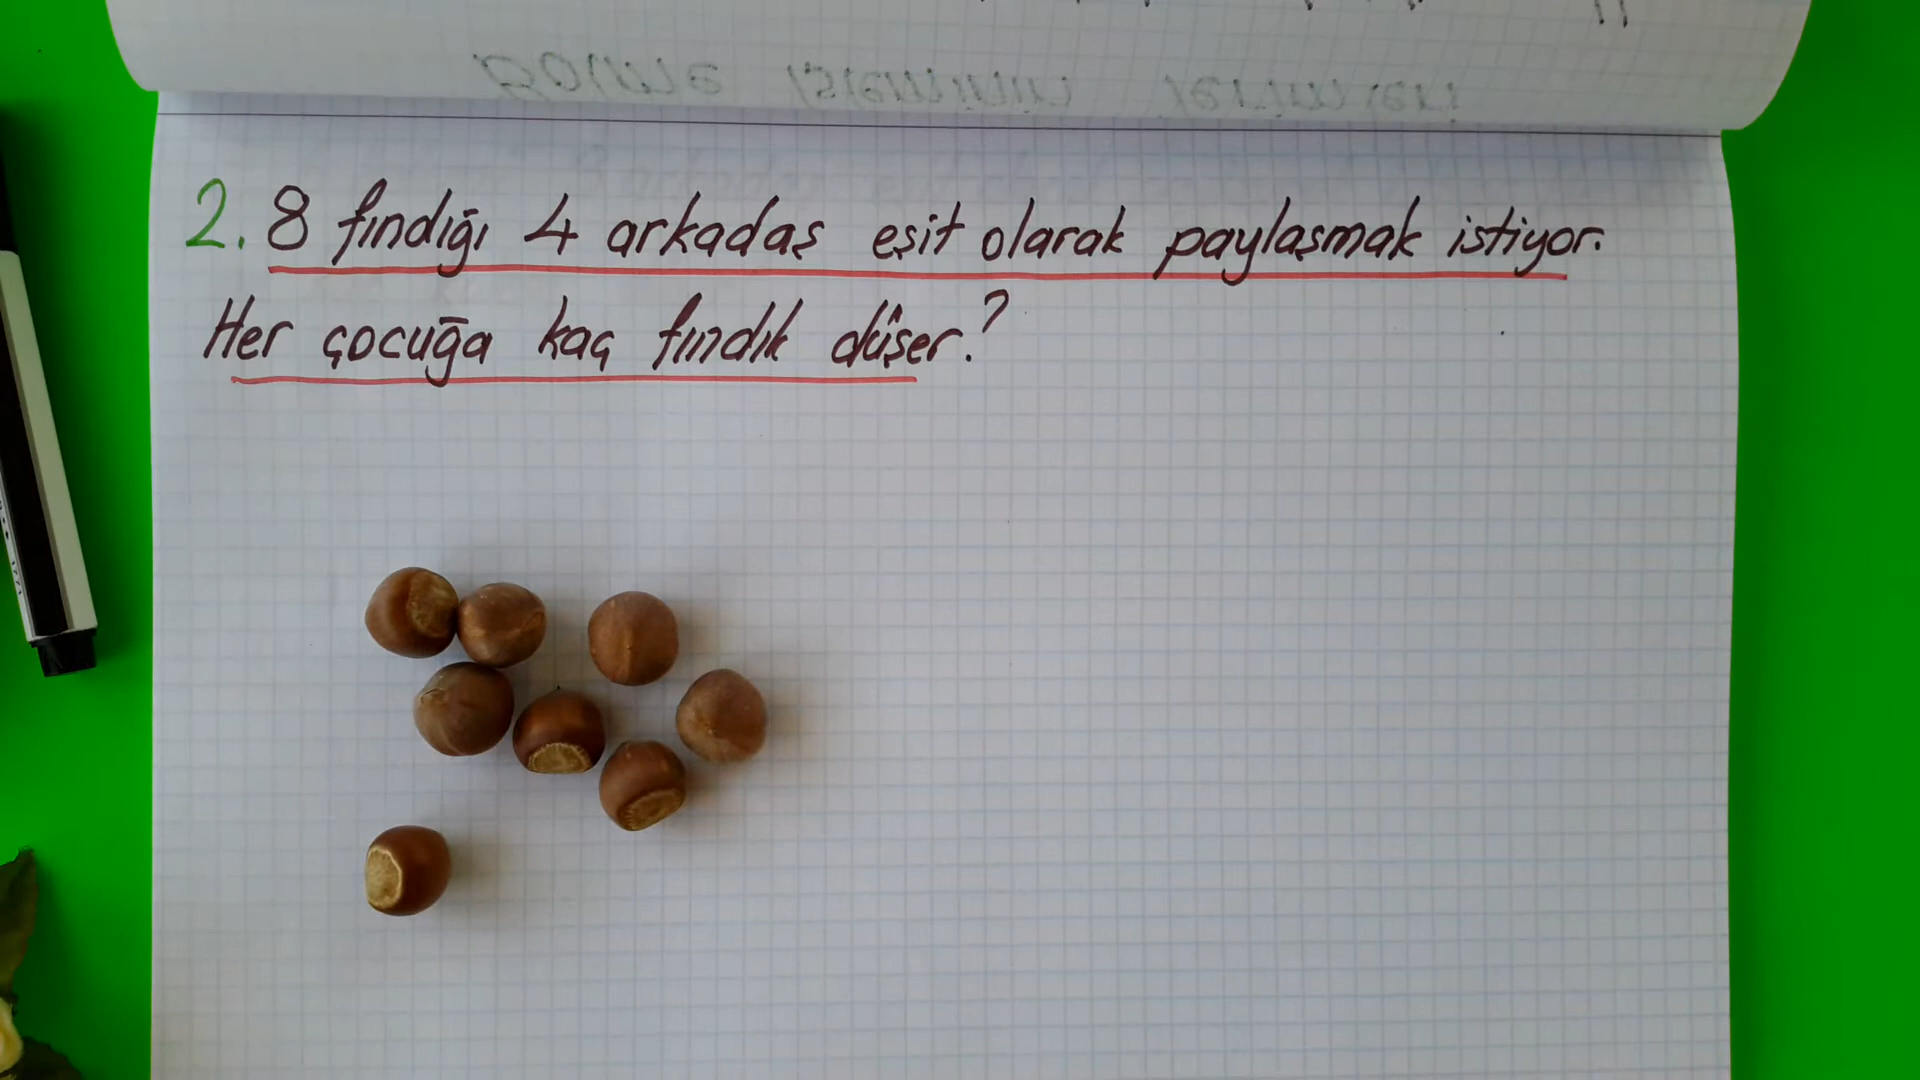 2. 8 fındığı 4 arkadaş eşit olarak paylaşmak istiyor.
Her çocuğa kaç fındık düşer?